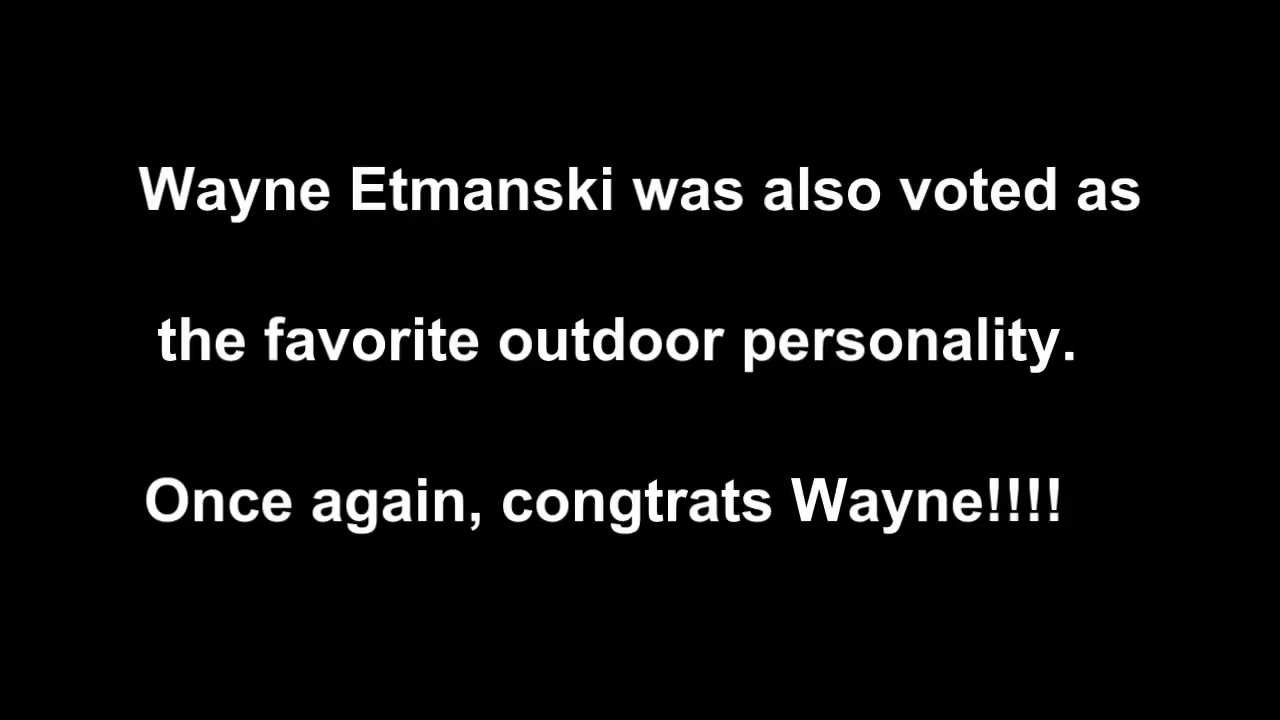 Wayne Etmanski was also voted as
the favorite outdoor personality.
Once again, congtrats Wayne!!!!